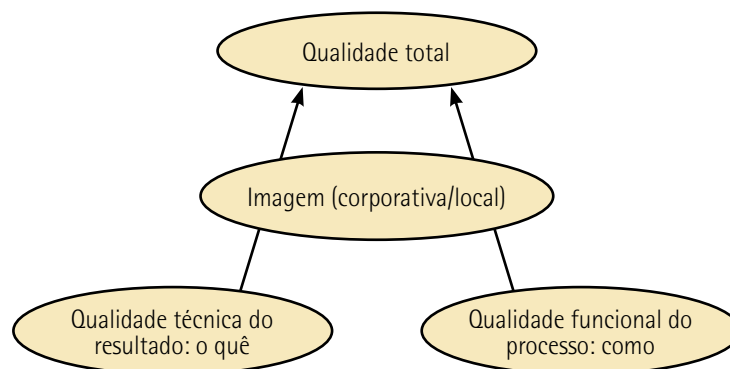 Qualidade total
Imagem (corporativa/local)
Qualidade técnica do
resultado: o quê
Qualidade funcional do
processo: como